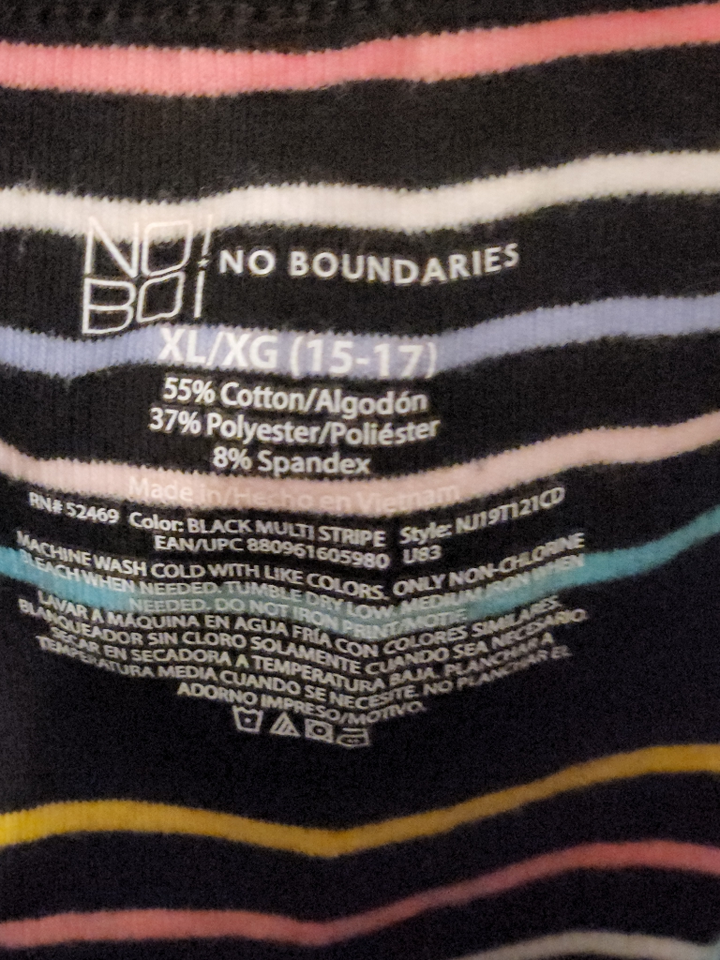 NO!
BOi
NO BOUNDARIES
XL/XG (15-17)
55% Cotton/Algodón
37% Polyester/Poliéster
8% Spandex
Made in/Hecho en Vietnam
RN# 52469 Color: BLACK MULTI STRIPE Style: NJ19T121CD
EAN/UPC 880961605980 U83
MACHINE WASH COLD WITH LIKE COLORS. ONLY NON-CHLORINE
BLEACH WHEN NEEDED. TUMBLE DRY LOW. MEDIUM IRON WHEN
NEEDED. DO NOT IRON PRINT/MOTIF.
LAVAR A MÁQUINA EN AGUA FRÍA CON COLORES SIMILARES.
BLANQUEADOR SIN CLORO SOLAMENTE CUANDO SEA NECESARIO.
SECAR EN SECADORA A TEMPERATURA BAJA. PLANCHAR A
TEMPERATURA MEDIA CUANDO SE NECESITE. NO PLANCHAR EL
ADORNO IMPRESO/MOTIVO.